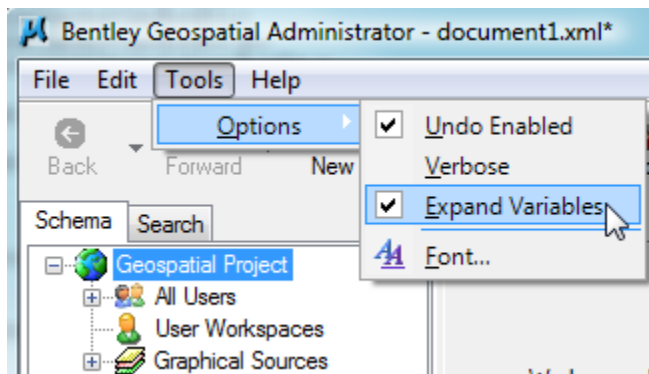 Bentley Geospatial Administrator - document1.xml*
File Edit Tools Help
Options
Undo Enabled
Back Forward New
Verbose
Expand Variables
Schema Search
Font...
Geospatial Project
All Users
User Workspaces
Graphical Sources